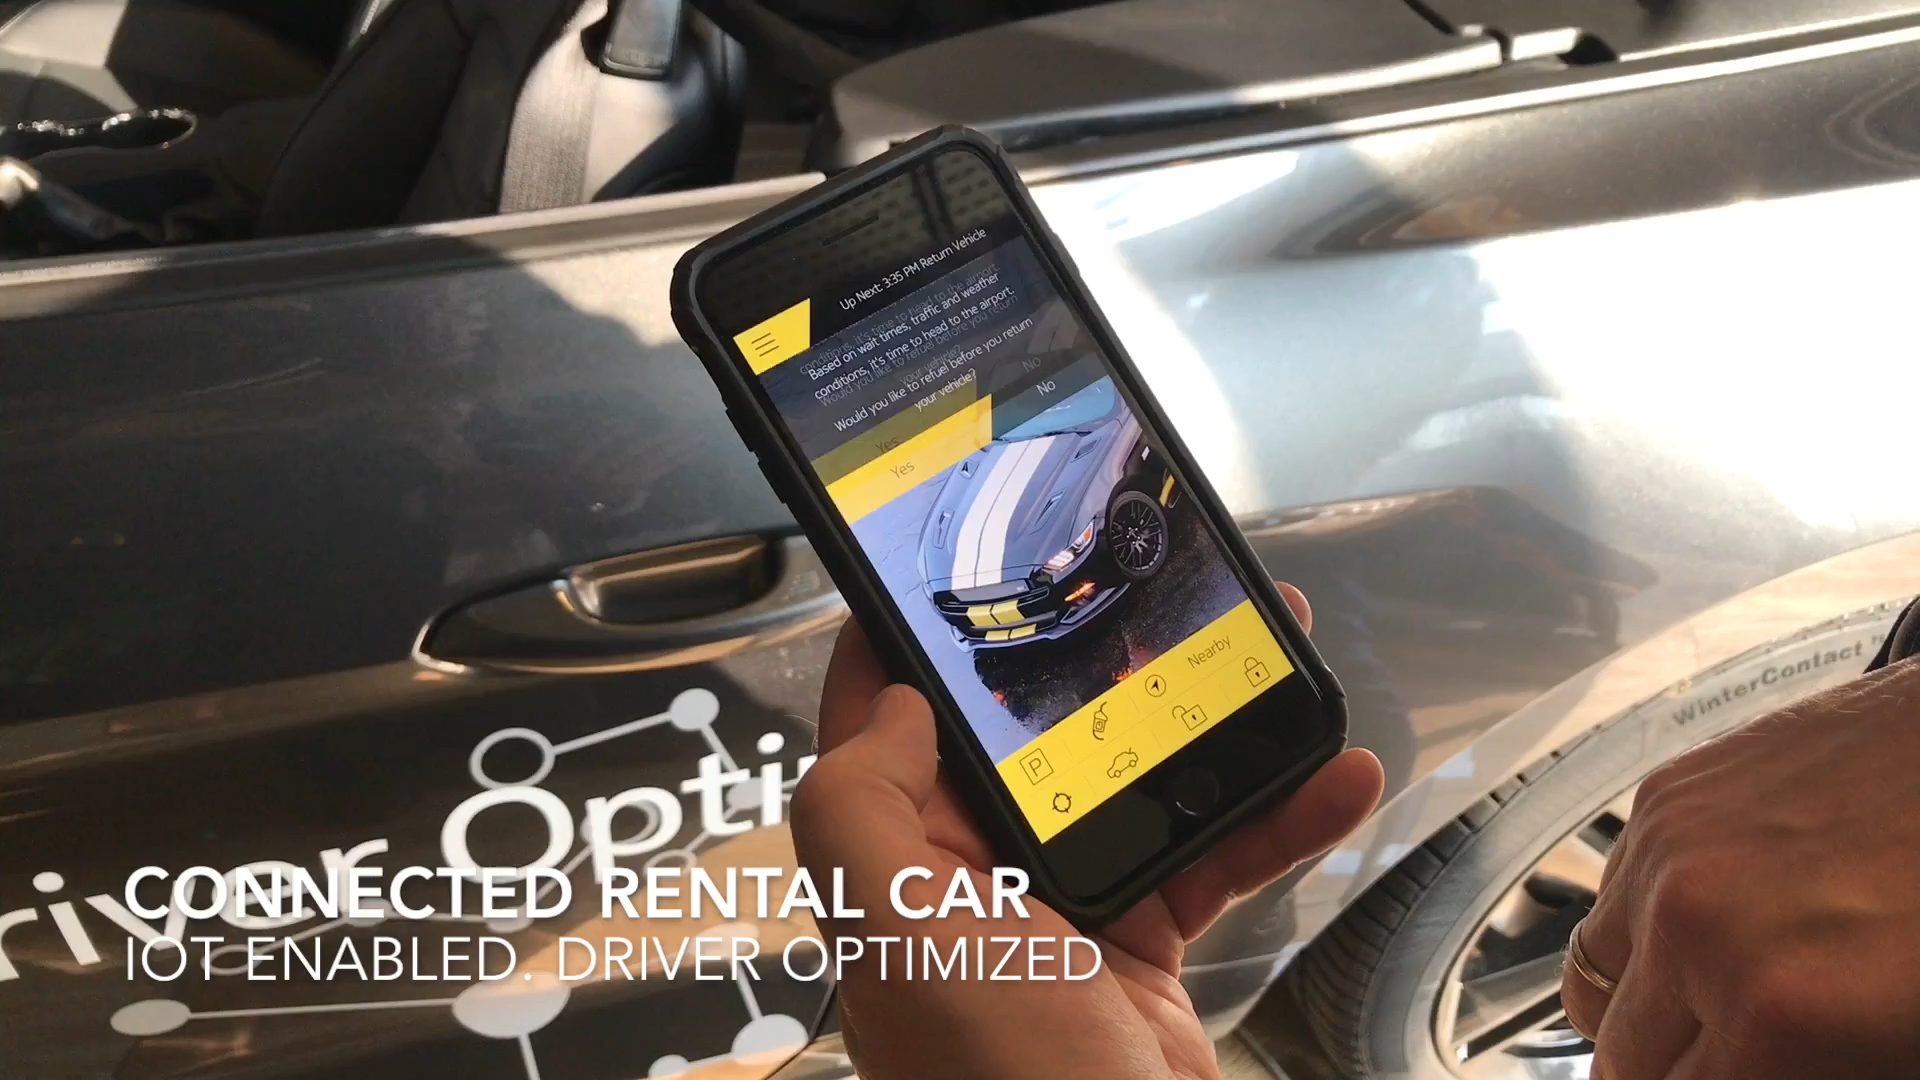 Up Next: 3:35 PM Return Vehicle
Based on wait times, traffic and weather
conditions, it's time to head to the airport.
Would you like to refuel before you return
your vehicle?
Yes
No
Nearby
P
WinterContact
river Opti
CONNECTED RENTAL CAR
IOT ENABLED. DRIVER OPTIMIZED